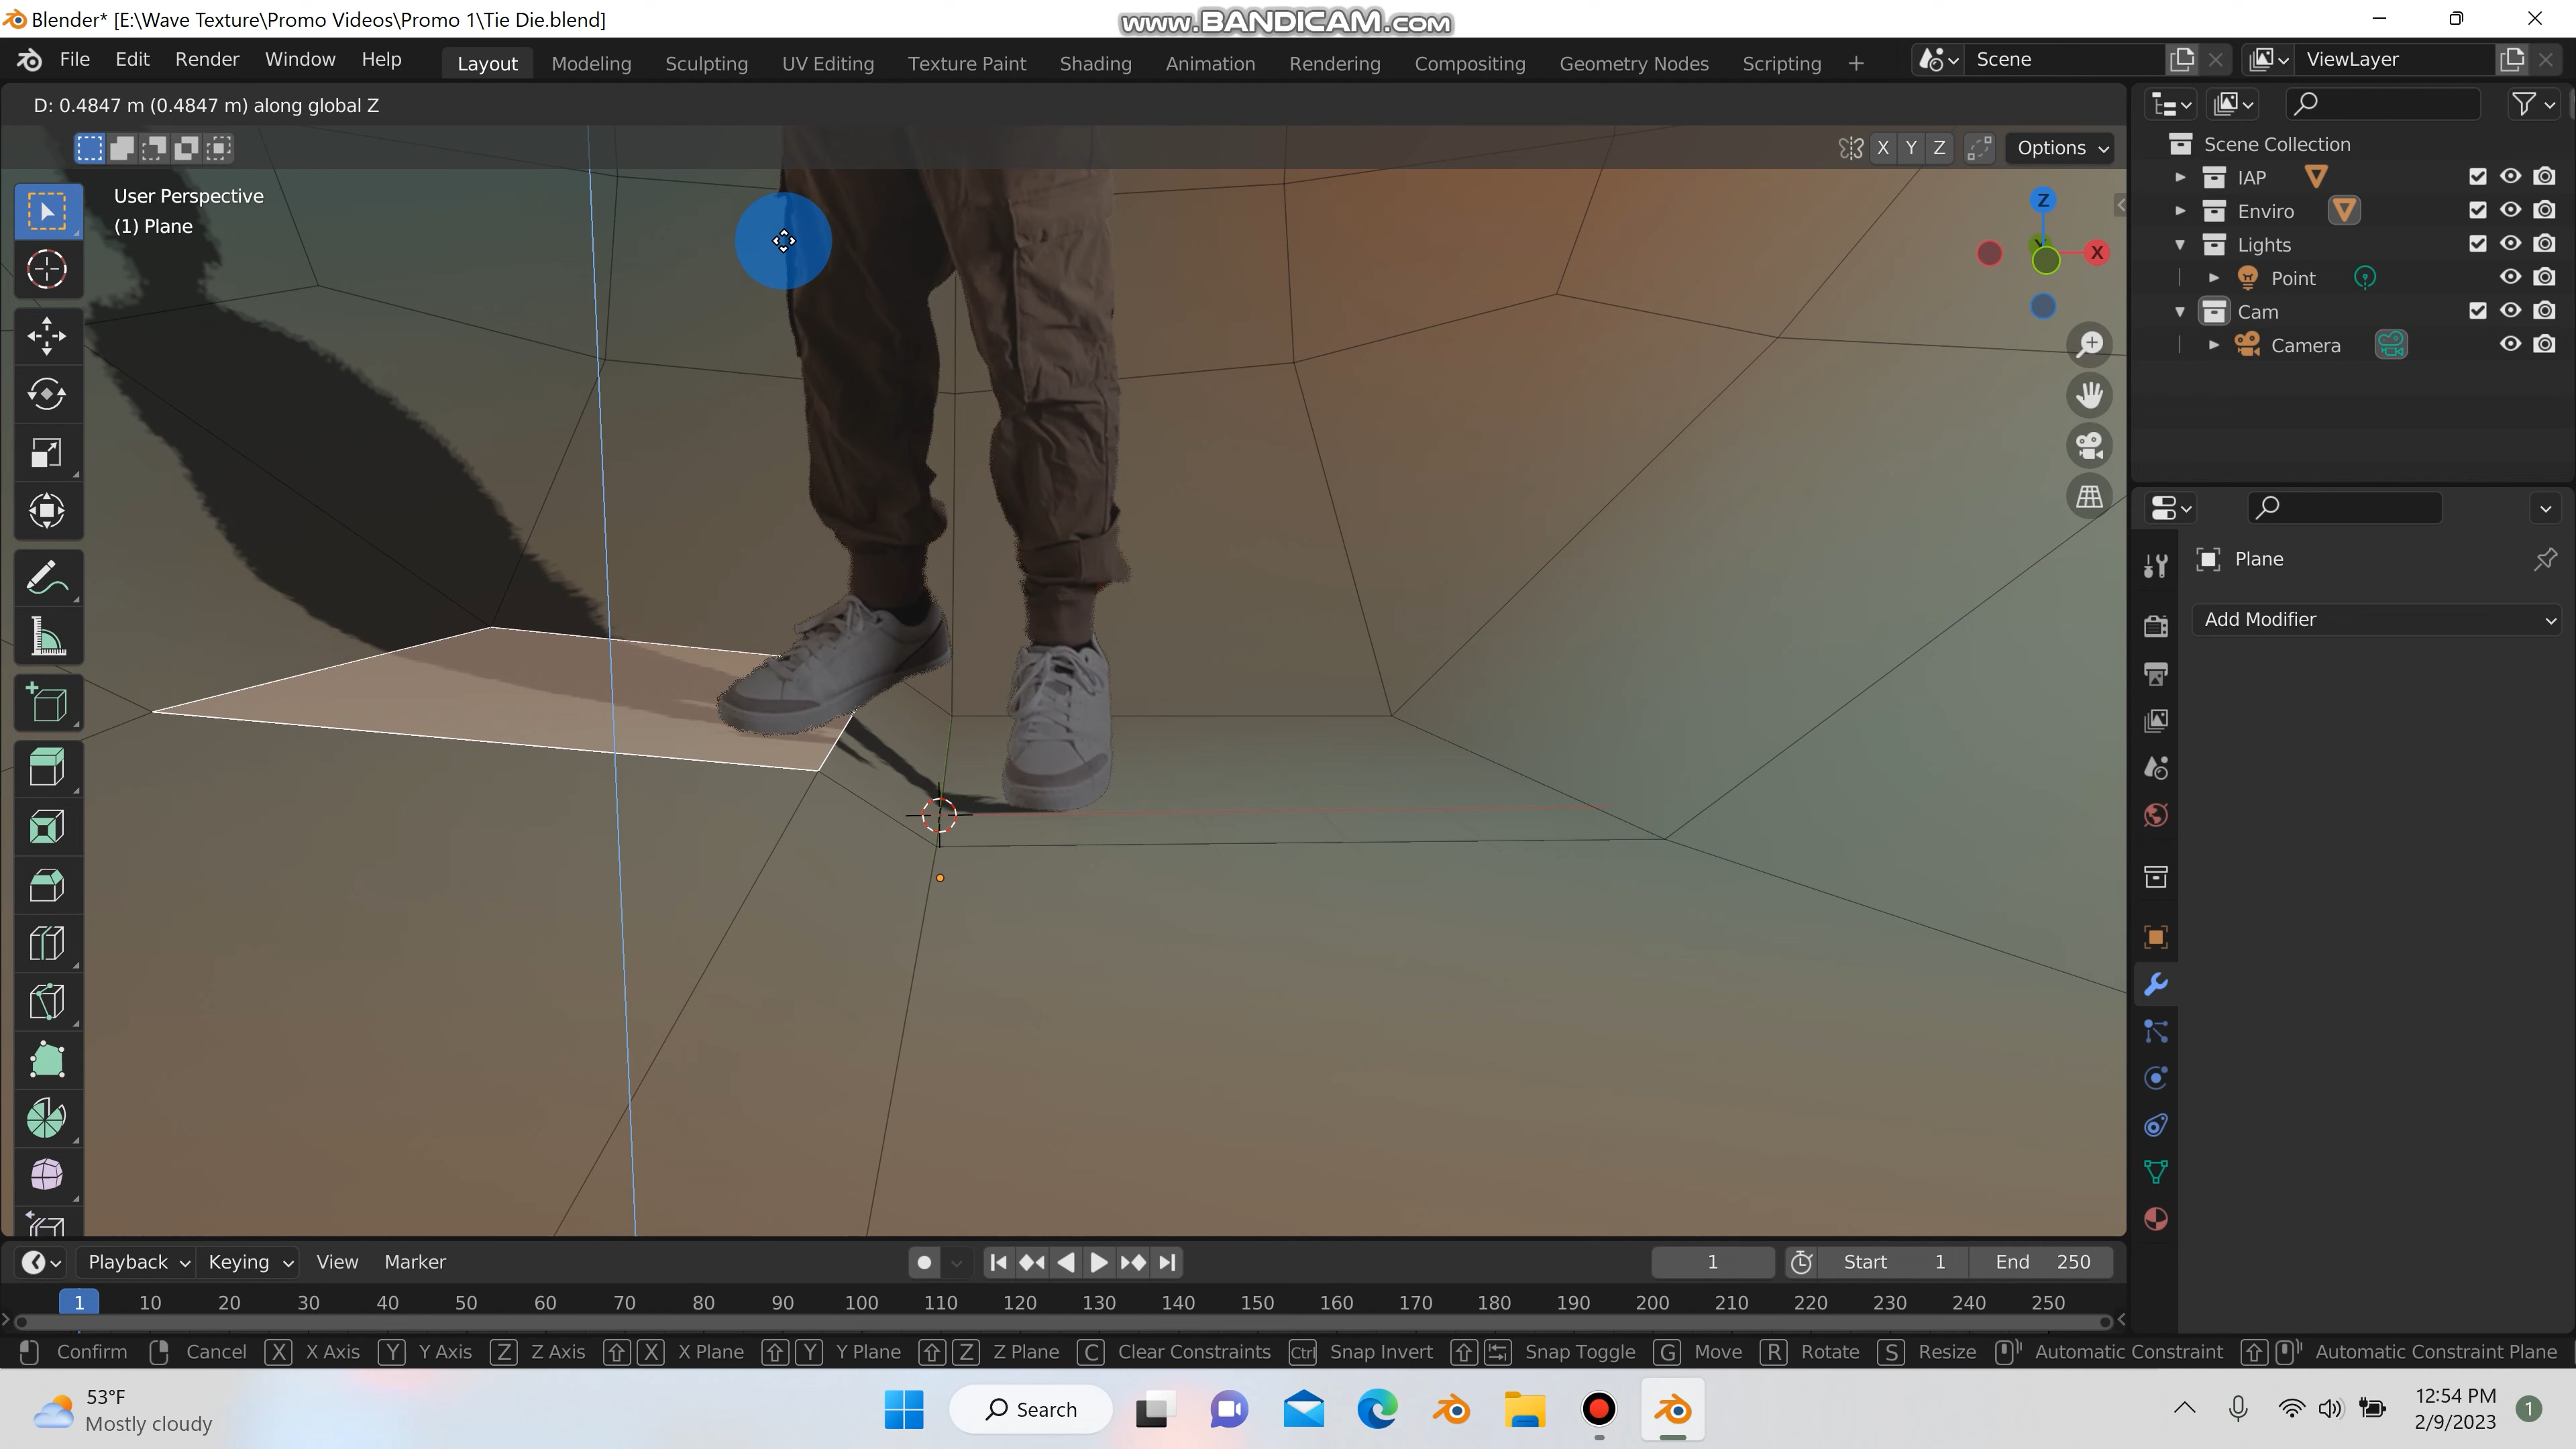 Blender* [E:\Wave Texture\Promo Videos\Promo 1\Tie Die.blend]
www.BANDICAM.com
File Edit Render Window Help Layout Modeling Sculpting UV Editing Texture Paint Shading Animation Rendering Compositing Geometry Nodes Scripting + Scene ViewLayer
D: 0.4847 m (0.4847 m) along global Z
X Y Z Options
User Perspective
(1) Plane
Z
X
Y
Scene Collection
IAP
Enviro
Lights
Point
Cam
Camera
Plane
Add Modifier
Playback Keying View Marker 1 Start 1 End 250
1 10 20 30 40 50 60 70 80 90 100 110 120 130 140 150 160 170 180 190 200 210 220 230 240 250
Confirm Cancel X X Axis Y Y Axis Z Z Axis X X Plane Y Y Plane Z Z Plane C Clear Constraints Ctrl Snap Invert Snap Toggle G Move R Rotate S Resize Automatic Constraint Automatic Constraint Plane
53°F
Mostly cloudy
Search
12:54 PM
2/9/2023
1